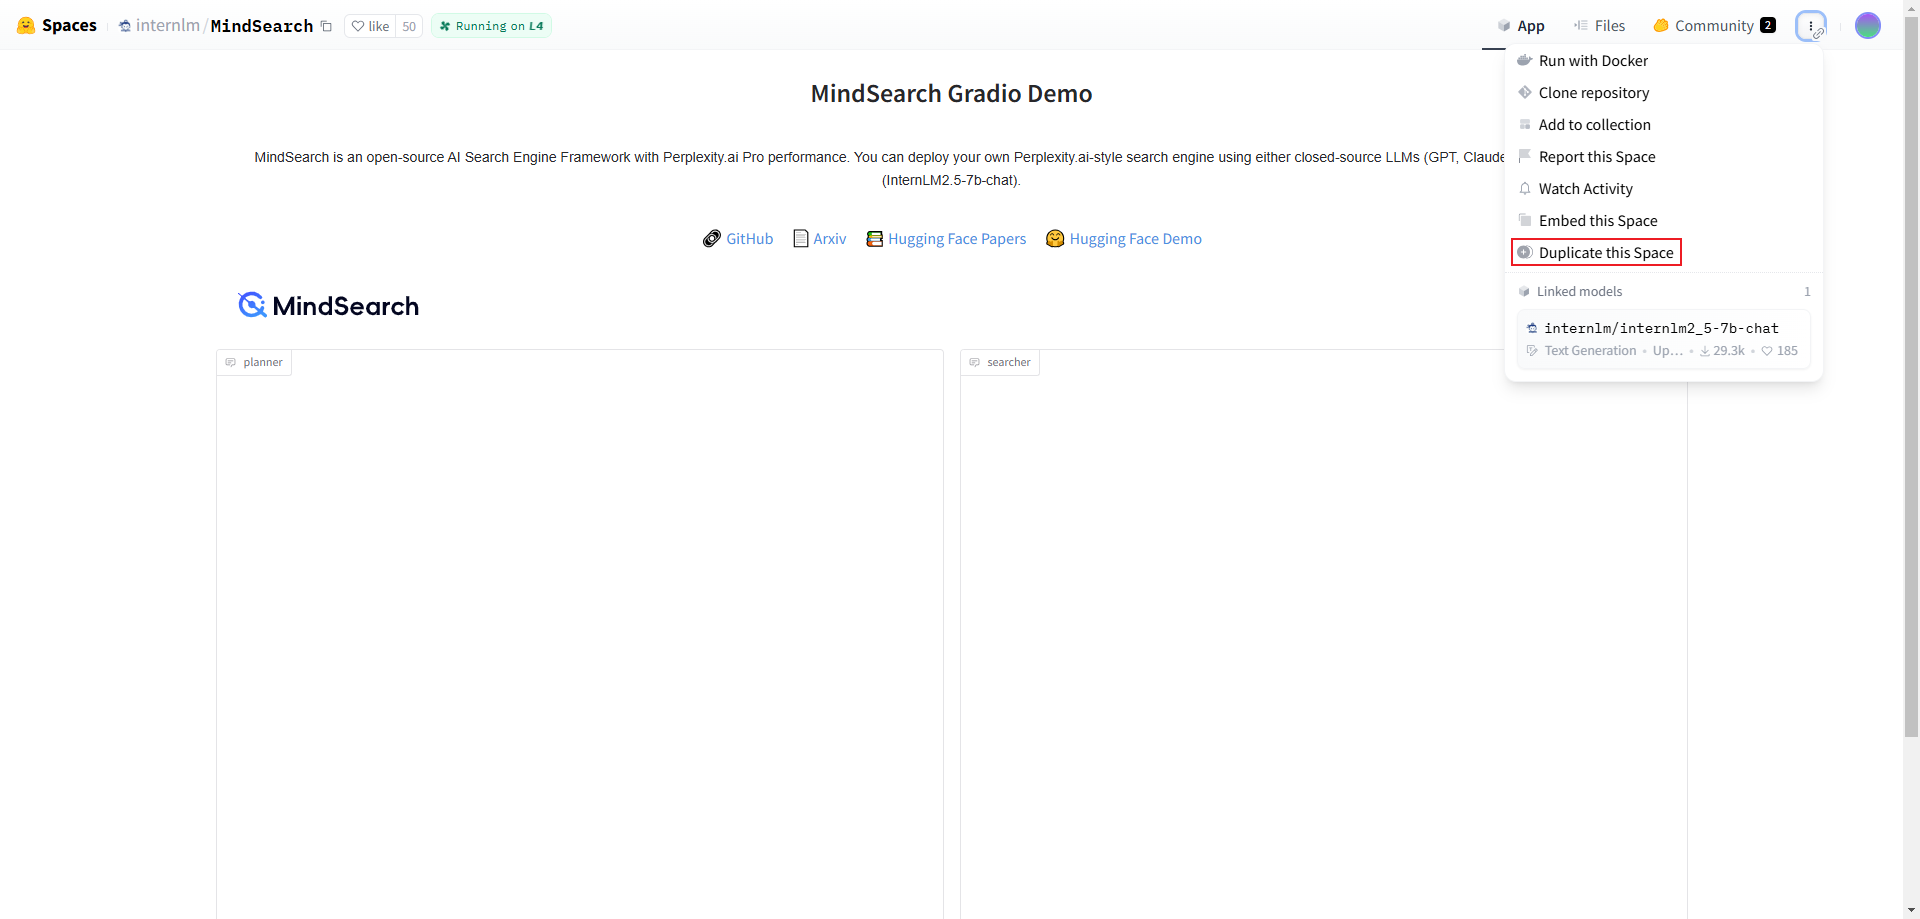 Spaces internlm/MindSearch like 50 Running on L4 App Files Community 2
Run with Docker
Clone repository
Add to collection
Report this Space
Watch Activity
Embed this Space
Duplicate this Space
Linked models 1
internlm/internlm2_5-7b-chat
Text Generation • Up... • 29.3k • 185
MindSearch Gradio Demo
MindSearch is an open-source AI Search Engine Framework with Perplexity.ai Pro performance. You can deploy your own Perplexity.ai-style search engine using either closed-source LLMs (GPT, Claude
(InternLM2.5-7b-chat).
GitHub Arxiv Hugging Face Papers Hugging Face Demo
MindSearch
planner searcher